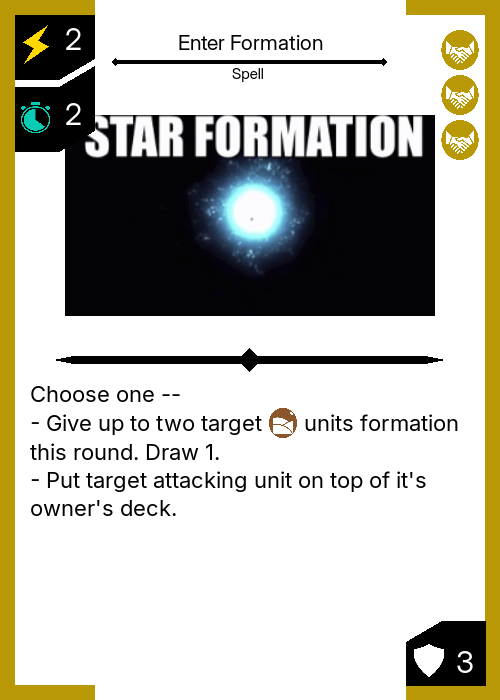 2
Enter Formation
Spell
2
STAR FORMATION
Choose one --
- Give up to two target units formation
this round. Draw 1.
- Put target attacking unit on top of it's
owner's deck.
3